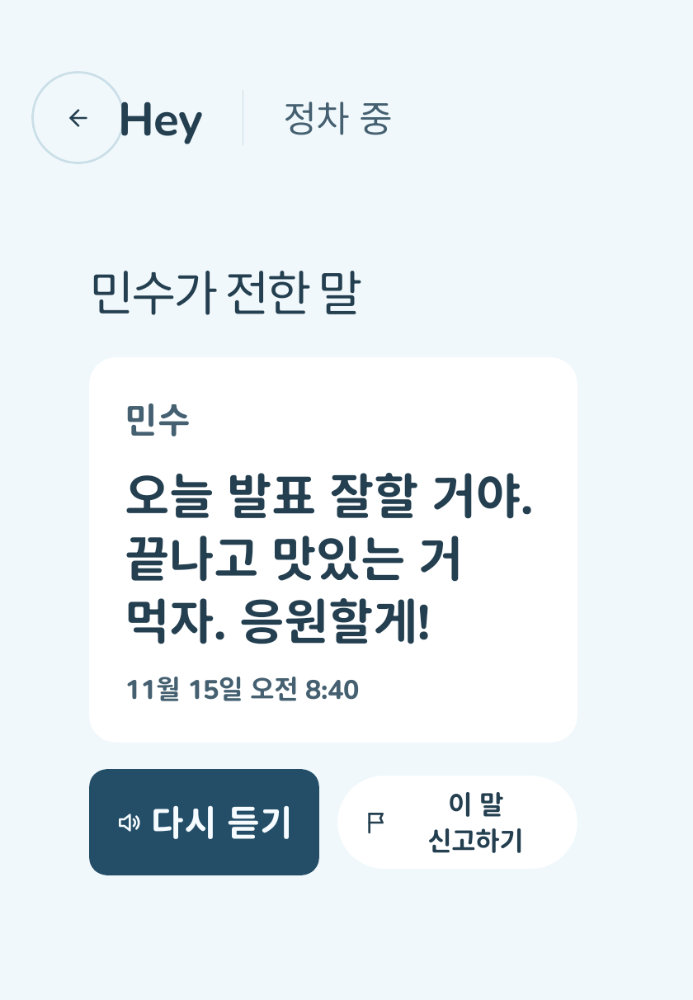 Hey
정차 중
민수가 전한 말
민수
오늘 발표 잘할 거야.
끝나고 맛있는 거
먹자. 응원할게!
11월 15일 오전 8:40
다시 듣기
이 말
신고하기